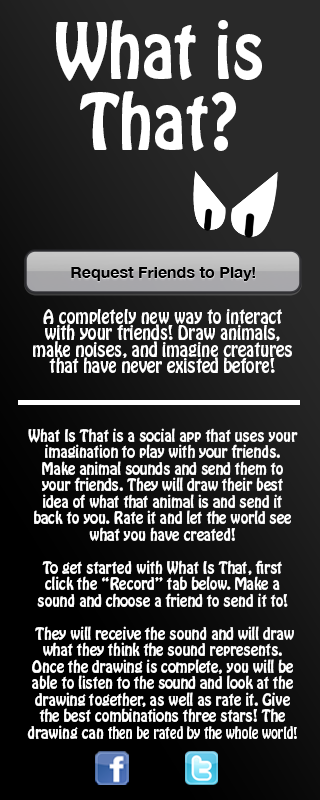 What is
That?
Request Friends to Play!
A completely new way to interact
with your friends! Draw animals,
make noises, and imagine creatures
that have never existed before!
What Is That is a social app that uses your
imagination to play with your friends.
Make animal sounds and send them to
your friends. They will draw their best
idea of what that animal is and send it
back to you. Rate it and let the world see
what you have created!
To get started with What Is That, first
click the “Record” tab below. Make a
sound and choose a friend to send it to!
They will receive the sound and will draw
what they think the sound represents.
Once the drawing is complete, you will be
able to listen to the sound and look at the
drawing together, as well as rate it. Give
the best combinations three stars! The
drawing can then be rated by the whole world!
f t